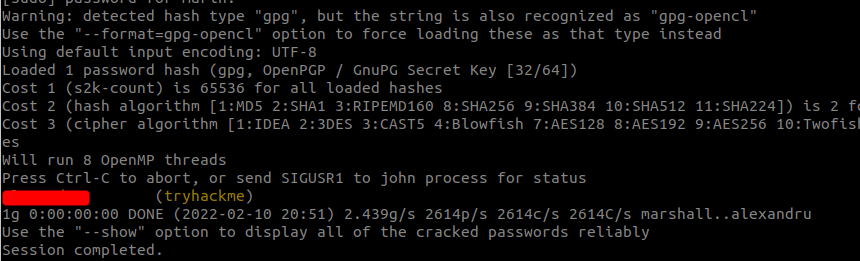 [sudo] password for
Warning: detected hash type "gpg", but the string is also recognized as "gpg-opencl"
Use the "--format=gpg-opencl" option to force loading these as that type instead
Using default input encoding: UTF-8
Loaded 1 password hash (gpg, OpenPGP / GnuPG Secret Key [32/64])
Cost 1 (s2k-count) is 65536 for all loaded hashes
Cost 2 (hash algorithm [1:MD5 2:SHA1 3:RIPEMD160 8:SHA256 9:SHA384 10:SHA512 11:SHA224]) is 2 fo
Cost 3 (cipher algorithm [1:IDEA 2:3DES 3:CAST5 4:Blowfish 7:AES128 8:AES192 9:AES256 10:Twofish
es
Will run 8 OpenMP threads
Press Ctrl-C to abort, or send SIGUSR1 to john process for status
(tryhackme)
1g 0:00:00:00 DONE (2022-02-10 20:51) 2.439g/s 2614p/s 2614c/s 2614C/s marshall..alexandru
Use the "--show" option to display all of the cracked passwords reliably
Session completed.